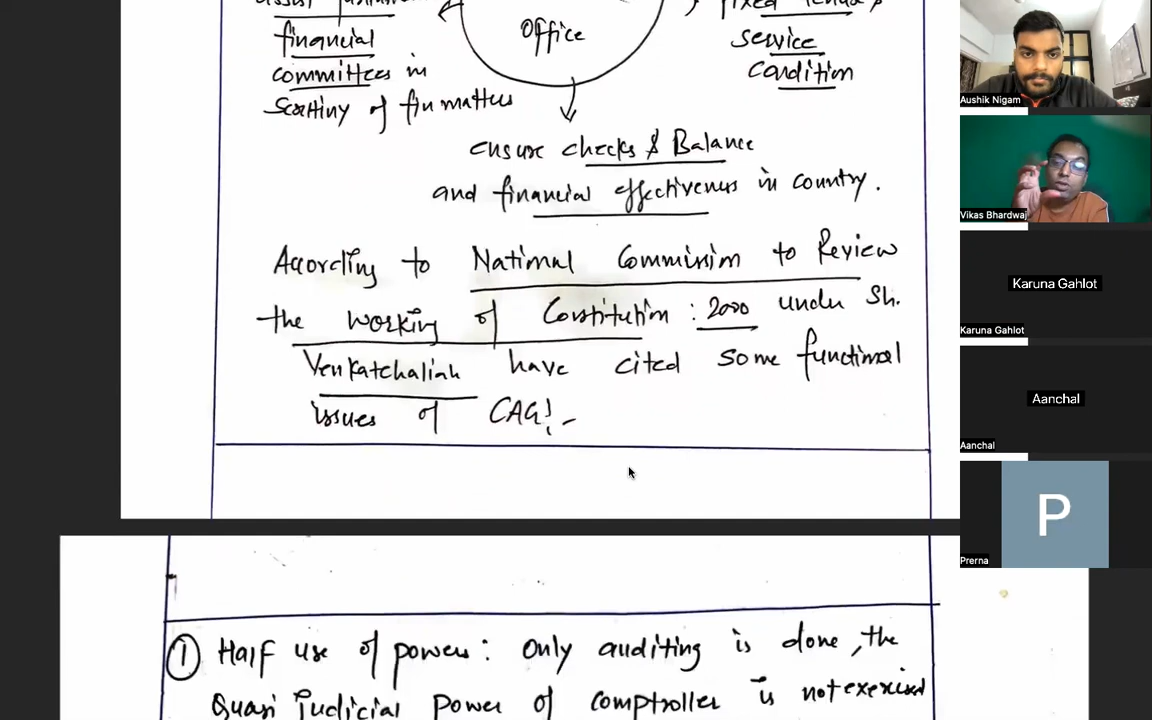 Office
financial
committees in
Scrutiny of fin matters
fixed tenure,
service
condition
ensure checks & Balance
and financial effectiveness in country.
According to National Commission to Review
the working of Constitution : 2000 under Sh.
Venkatchaliah have cited some functional
issues of CAG! -
① Half use of powers: Only auditing is done, the
Quasi judicial power of comptroller is not exercised
Aushik Nigam
Vikas Bhardwaj
Karuna Gahlot
Karuna Gahlot
Aanchal
Aanchal
P
Prerna